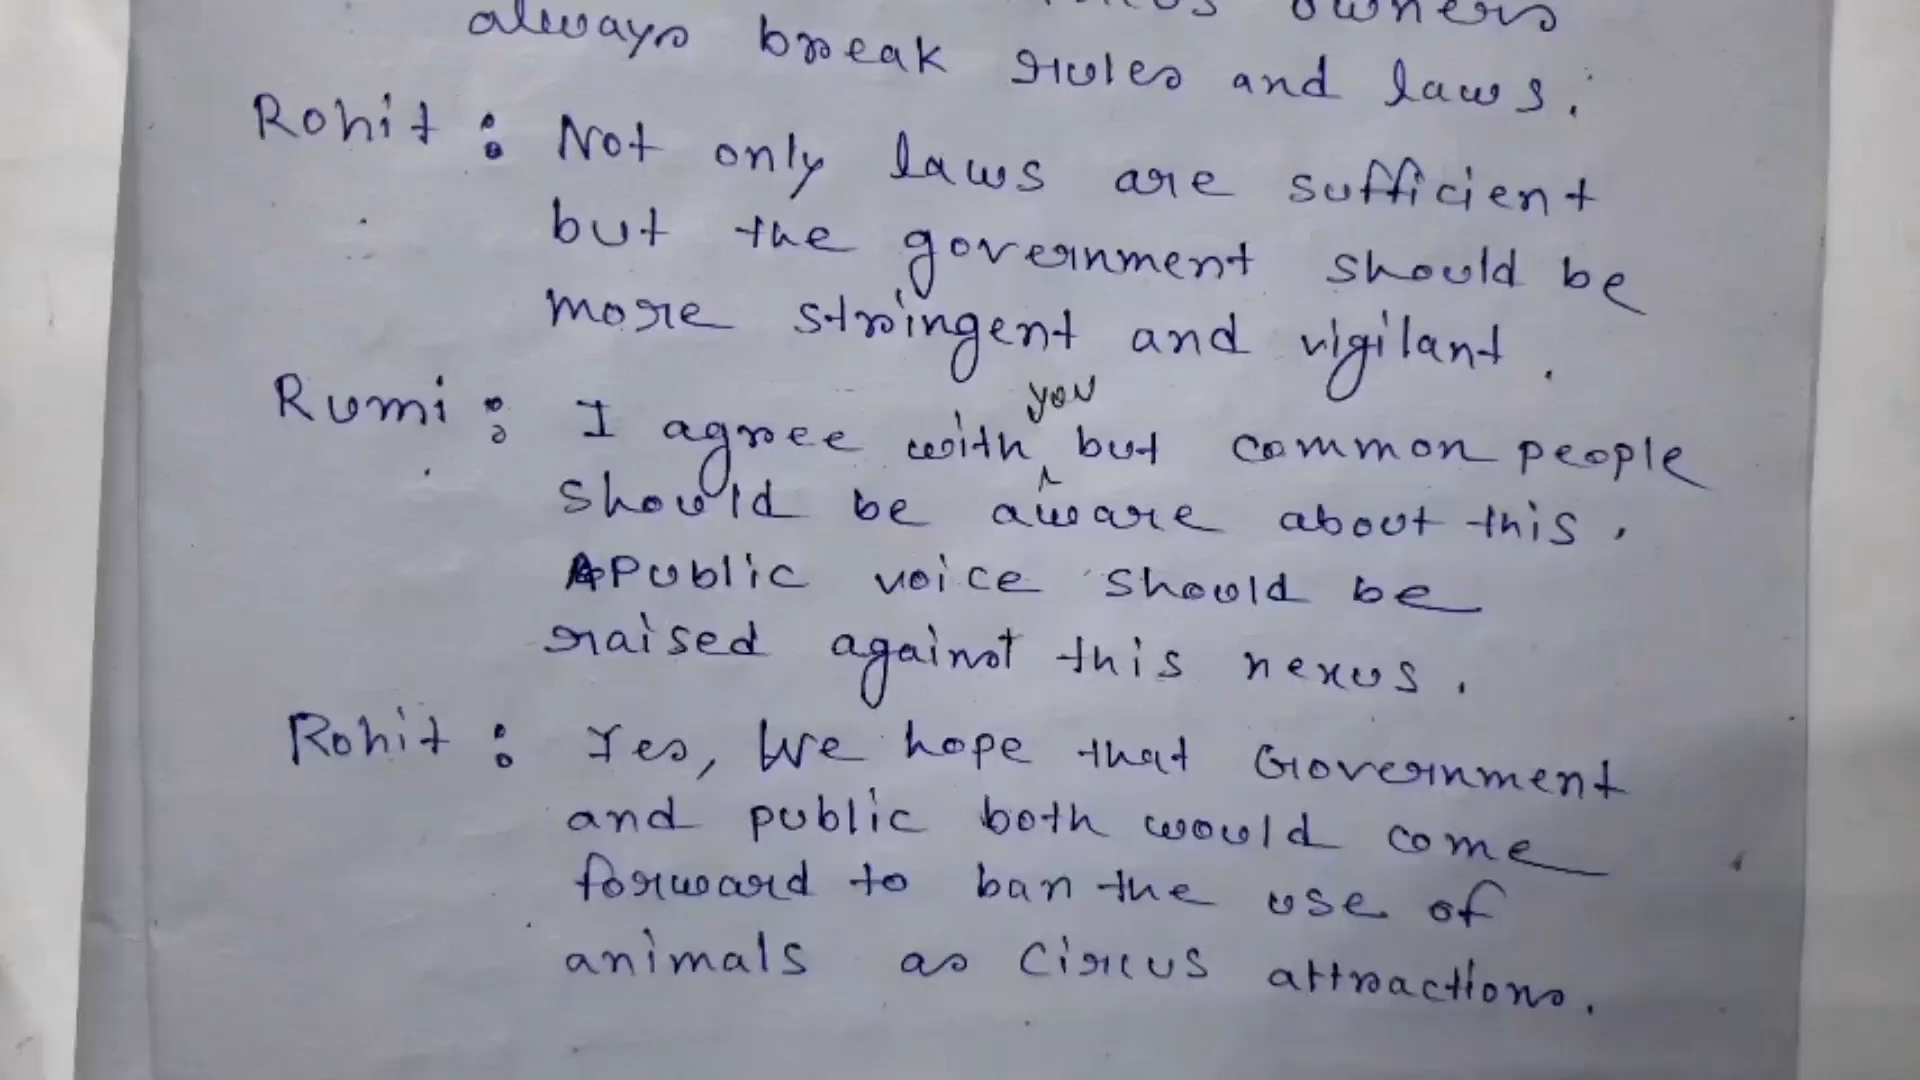 owners
always break rules and laws.
Rohit : Not only laws are sufficient
but the government should be
more stringent and vigilant.
Rumi : I agree with you but common people
should be aware about this.
Public voice should be
raised against this nexus.
Rohit : Yes, We hope that Government
and public both would come
forward to ban the use of
animals as Circus attractions.